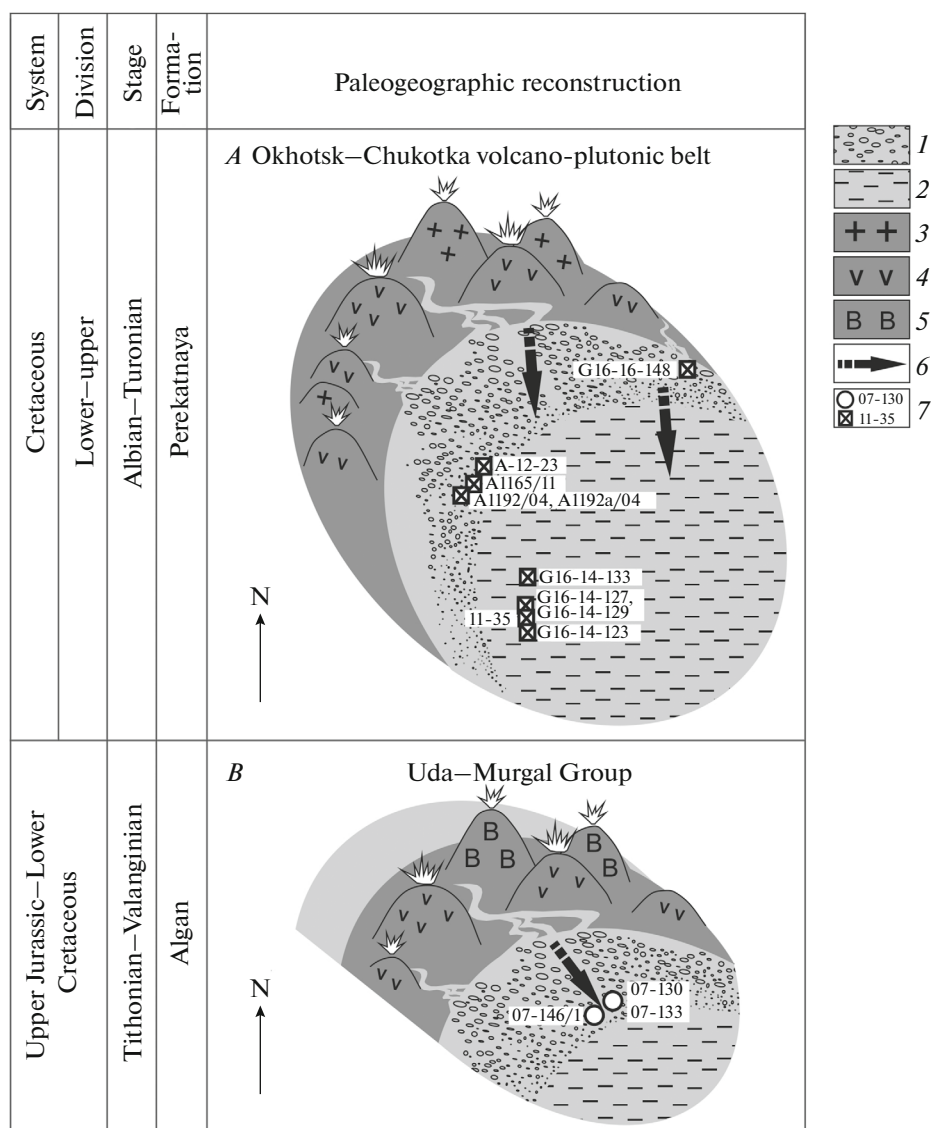 System
Division
Stage
Forma-
tion
Paleogeographic reconstruction
Cretaceous
Lower–upper
Albian–Turonian
Perekatnaya
A Okhotsk–Chukotka volcano-plutonic belt
G16-16-148
A-12-23
A1165/11
A1192/04, A1192a/04
G16-14-133
G16-14-127,
G16-14-129
11-35
G16-14-123
N
Upper Jurassic–Lower
Cretaceous
Tithonian–Valanginian
Algan
B Uda–Murgal Group
B
B B
B
B
v v
v v
07-130
07-133
07-146/1
N
1
2
+ + 3
v v 4
B B 5
6
07-130
11-35
7